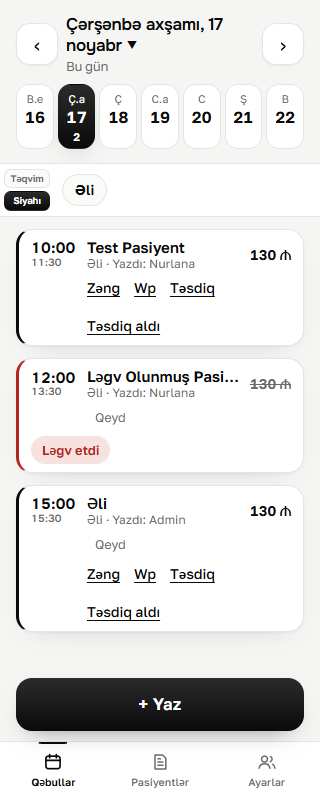 ‹
Çərşənbə axşamı, 17
noyabr ▼
Bu gün
›
B.e Ç.a Ç C.a C Ş B
16 17 18 19 20 21 22
2
Təqvim
Siyahı
Əli
10:00 Test Pasiyent 130 ₼
11:30 Əli · Yazdı: Nurlana
Zəng Wp Təsdiq
Təsdiq aldı
12:00 Ləgv Olunmuş Pasi... 130 ₼
13:30 Əli · Yazdı: Nurlana
Qeyd
Ləgv etdi
15:00 Əli 130 ₼
15:30 Əli · Yazdı: Admin
Qeyd
Zəng Wp Təsdiq
Təsdiq aldı
+ Yaz
Qəbullar Pasiyentlər Ayarlar